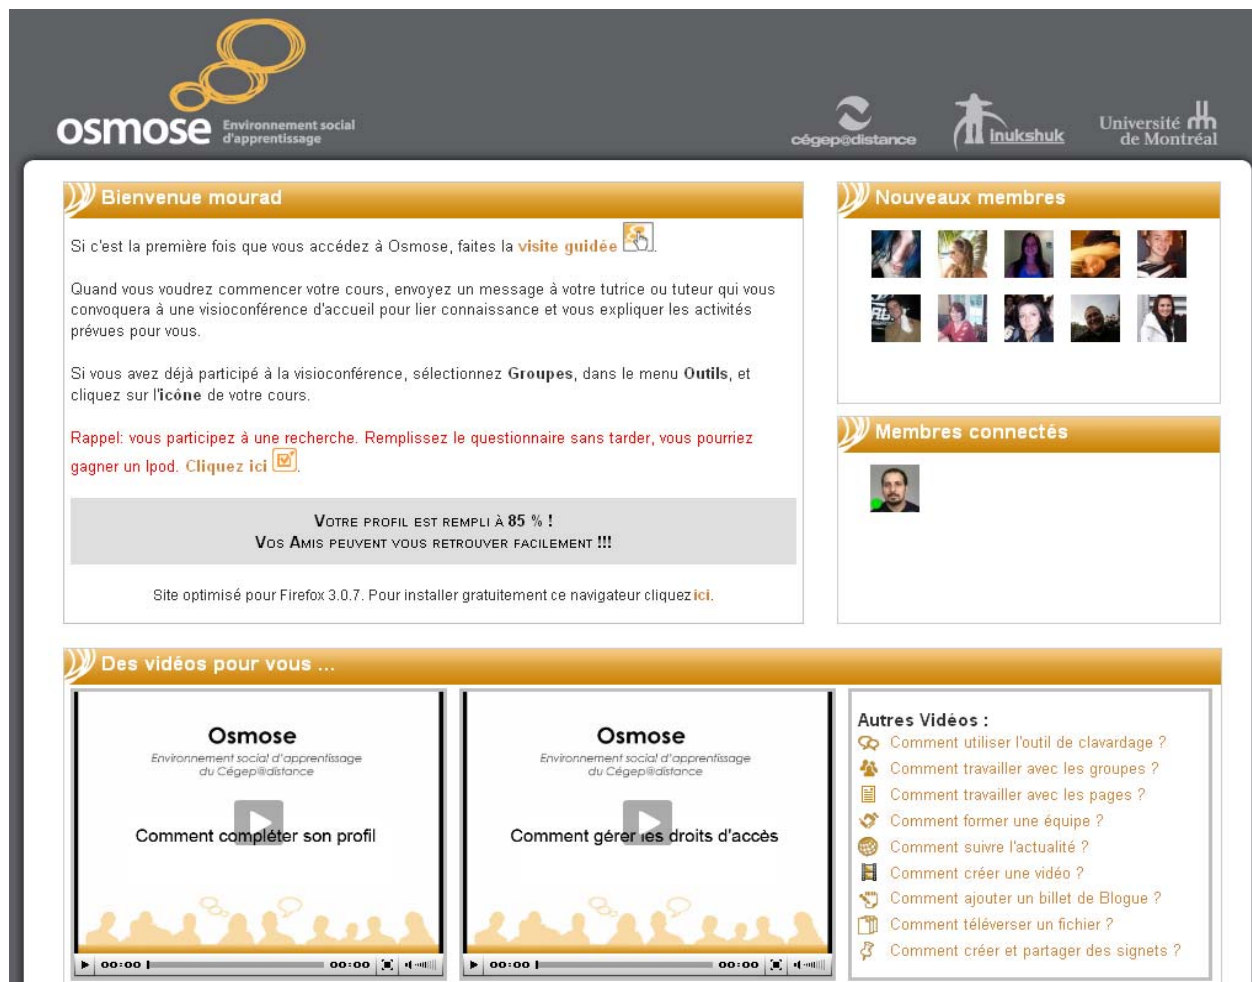 osmose Environnement social
d'apprentissage
cégep@distance
Inukshuk
Université
de Montréal
Bienvenue mourad
Si c'est la première fois que vous accédez à Osmose, faites la visite guidée .
Quand vous voudrez commencer votre cours, envoyez un message à votre tutrice ou tuteur qui vous
convoquera à une visioconférence d'accueil pour lier connaissance et vous expliquer les activités
prévues pour vous.
Si vous avez déjà participé à la visioconférence, sélectionnez Groupes, dans le menu Outils, et
cliquez sur l'icône de votre cours.
Rappel: vous participez à une recherche. Remplissez le questionnaire sans tarder, vous pourriez
gagner un Ipod. Cliquez ici .
VOTRE PROFIL EST REMPLI À 85 % !
VOS AMIS PEUVENT VOUS RETROUVER FACILEMENT !!!
Site optimisé pour Firefox 3.0.7. Pour installer gratuitement ce navigateur cliquez ici.
Nouveaux membres
Membres connectés
Des vidéos pour vous ...
Osmose
Environnement social d'apprentissage
du Cégep@distance
Comment compléter son profil
00:00 00:00
Osmose
Environnement social d'apprentissage
du Cégep@distance
Comment gérer les droits d'accès
00:00 00:00
Autres Vidéos :
Comment utiliser l'outil de clavardage ?
Comment travailler avec les groupes ?
Comment travailler avec les pages ?
Comment former une équipe ?
Comment suivre l'actualité ?
Comment créer une vidéo ?
Comment ajouter un billet de Blogue ?
Comment téléverser un fichier ?
Comment créer et partager des signets ?